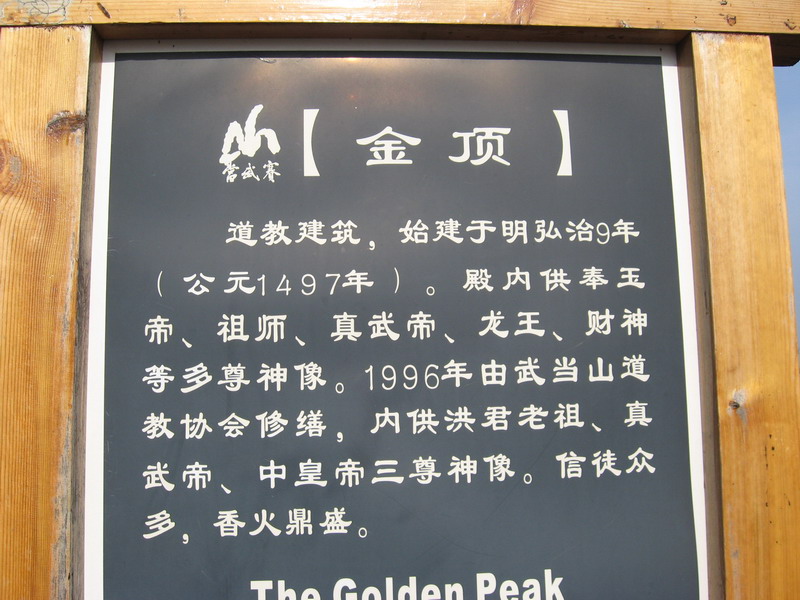 當武賽
【金顶】
道教建筑，始建于明弘治9年
（公元1497年）。殿内供奉玉
帝、祖师、真武帝、龙王、财神
等多尊神像。1996年由武当山道
教协会修缮，内供洪君老祖、真
武帝、中皇帝三尊神像。信徒众
多，香火鼎盛。
The Golden Peak